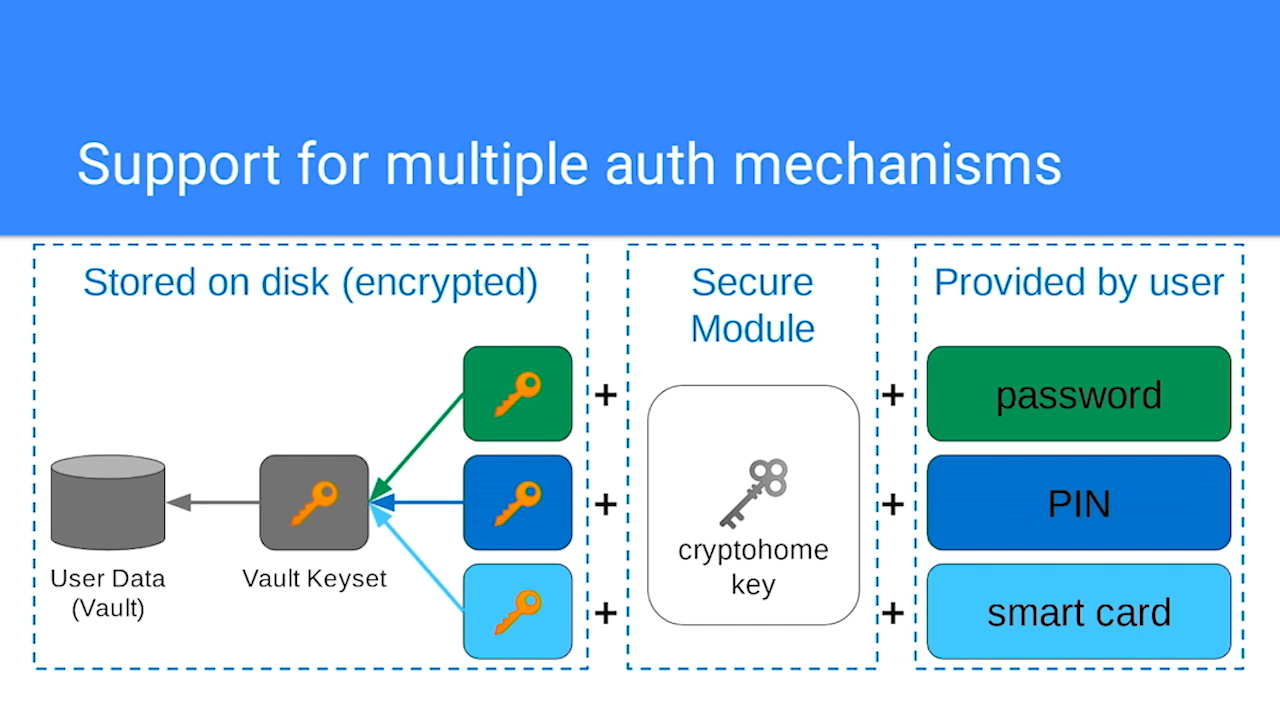 Support for multiple auth mechanisms
Stored on disk (encrypted)
User Data
(Vault)
Vault Keyset
+
+
+
Secure
Module
cryptohome
key
+
+
+
Provided by user
password
PIN
smart card